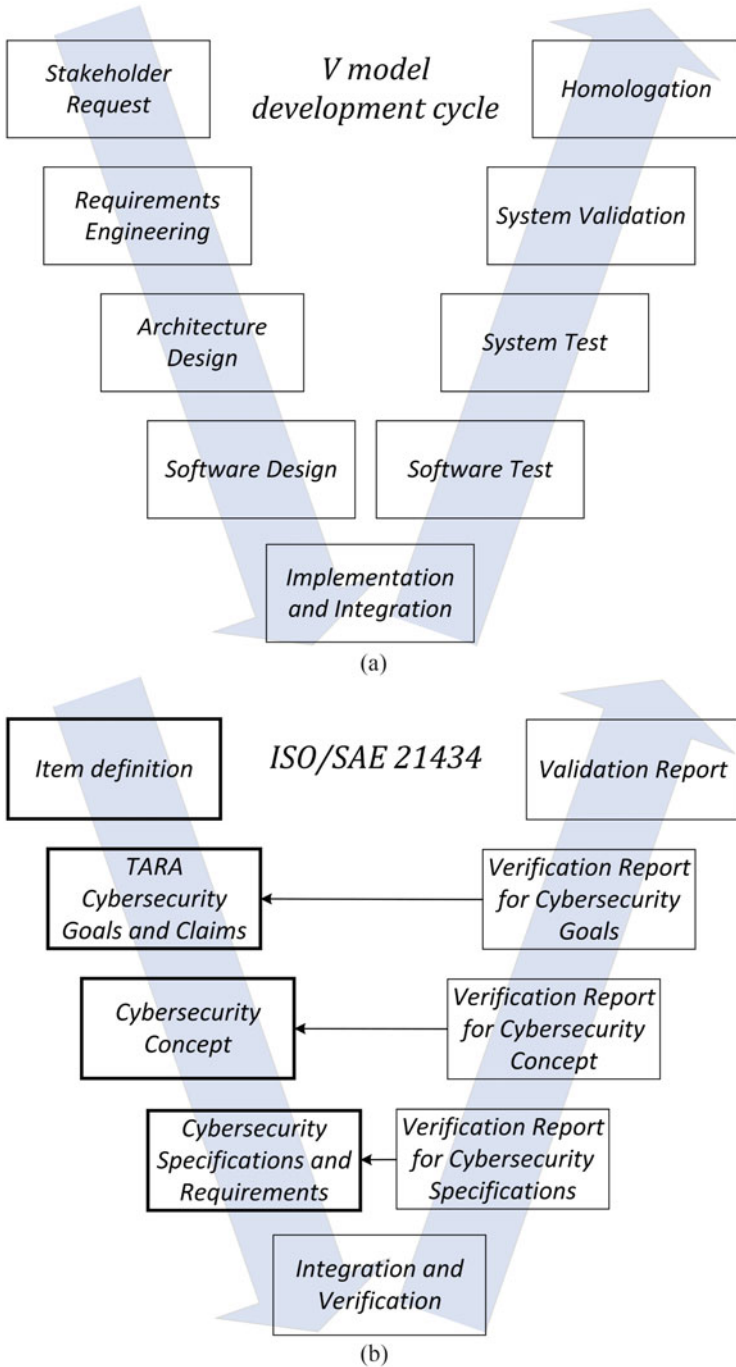 Stakeholder
Request
V model
development cycle
Homologation
Requirements
Engineering
System Validation
Architecture
Design
System Test
Software Design
Software Test
Implementation
and Integration
(a)
Item definition
ISO/SAE 21434
Validation Report
TARA
Cybersecurity
Goals and Claims
Verification Report
for Cybersecurity
Goals
Cybersecurity
Concept
Verification Report
for Cybersecurity
Concept
Cybersecurity
Specifications and
Requirements
Verification Report
for Cybersecurity
Specifications
Integration and
Verification
(b)